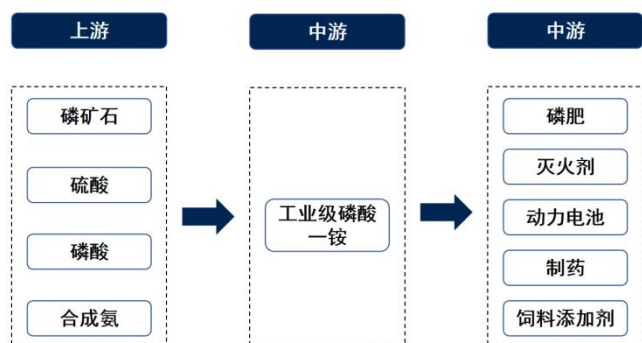 上游
中游
中游
磷矿石
硫酸
磷酸
合成氨
工业级磷酸
一铵
磷肥
灭火剂
动力电池
制药
饲料添加剂